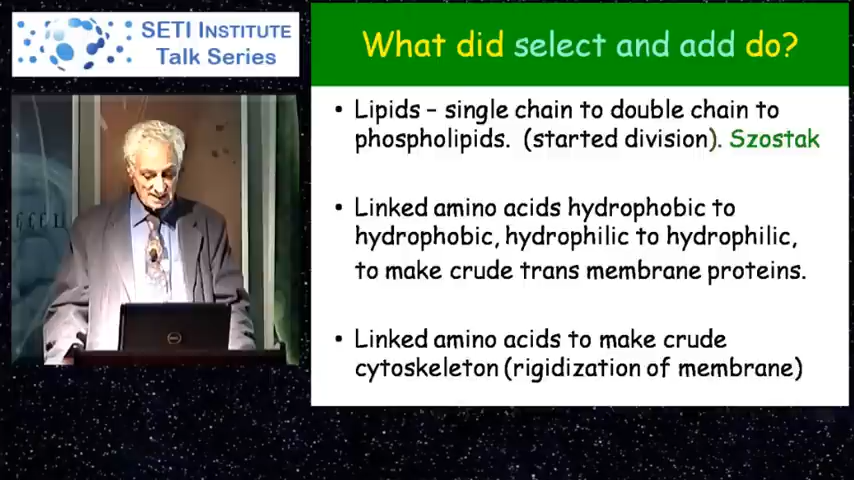 SETI INSTITUTE
Talk Series
What did select and add do?
• Lipids – single chain to double chain to
phospholipids. (started division). Szostak
• Linked amino acids hydrophobic to
hydrophobic, hydrophilic to hydrophilic,
to make crude trans membrane proteins.
• Linked amino acids to make crude
cytoskeleton (rigidization of membrane)
DELL